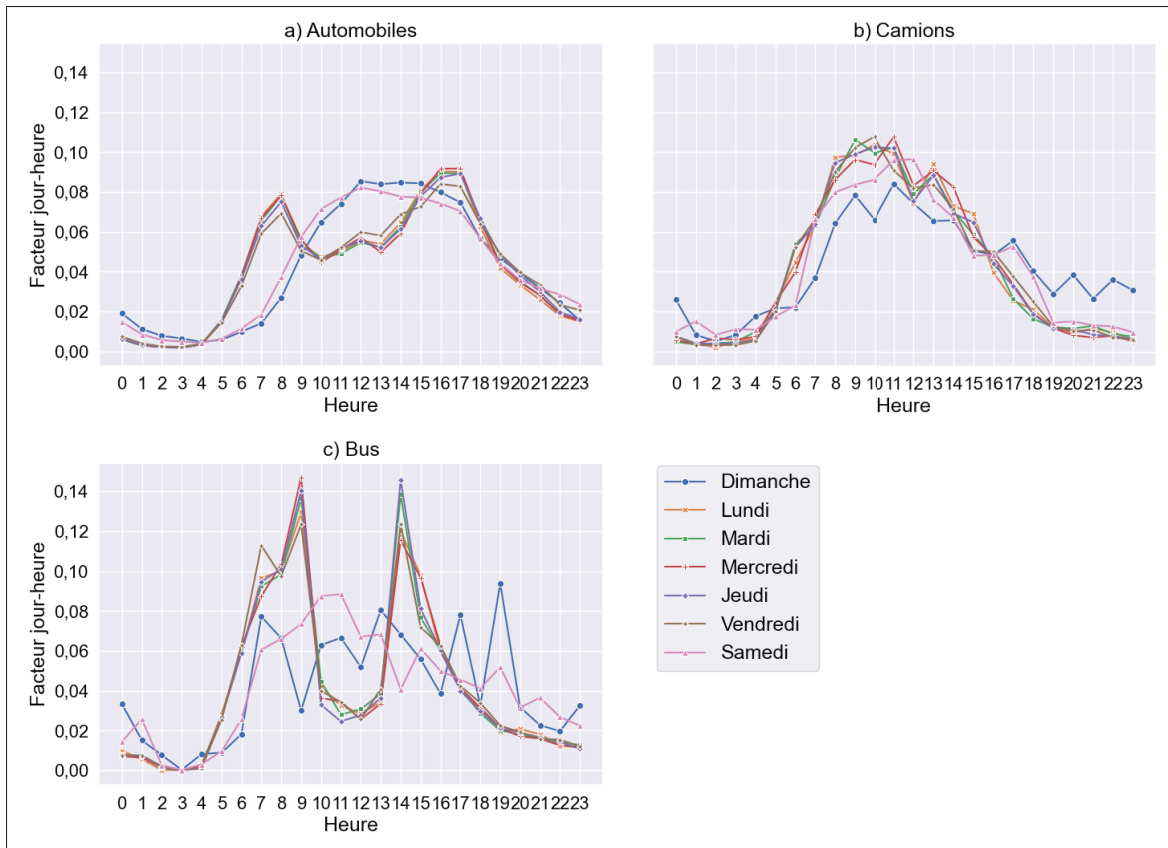 a) Automobiles
Facteur jour-heure
0,14
0,12
0,10
0,08
0,06
0,04
0,02
0,00
0 1 2 3 4 5 6 7 8 9 10 11 12 13 14 15 16 17 18 19 20 21 22 23
Heure
b) Camions
0 1 2 3 4 5 6 7 8 9 10 11 12 13 14 15 16 17 18 19 20 21 22 23
Heure
c) Bus
Facteur jour-heure
0,14
0,12
0,10
0,08
0,06
0,04
0,02
0,00
0 1 2 3 4 5 6 7 8 9 10 11 12 13 14 15 16 17 18 19 20 21 22 23
Heure
Dimanche
Lundi
Mardi
Mercredi
Jeudi
Vendredi
Samedi